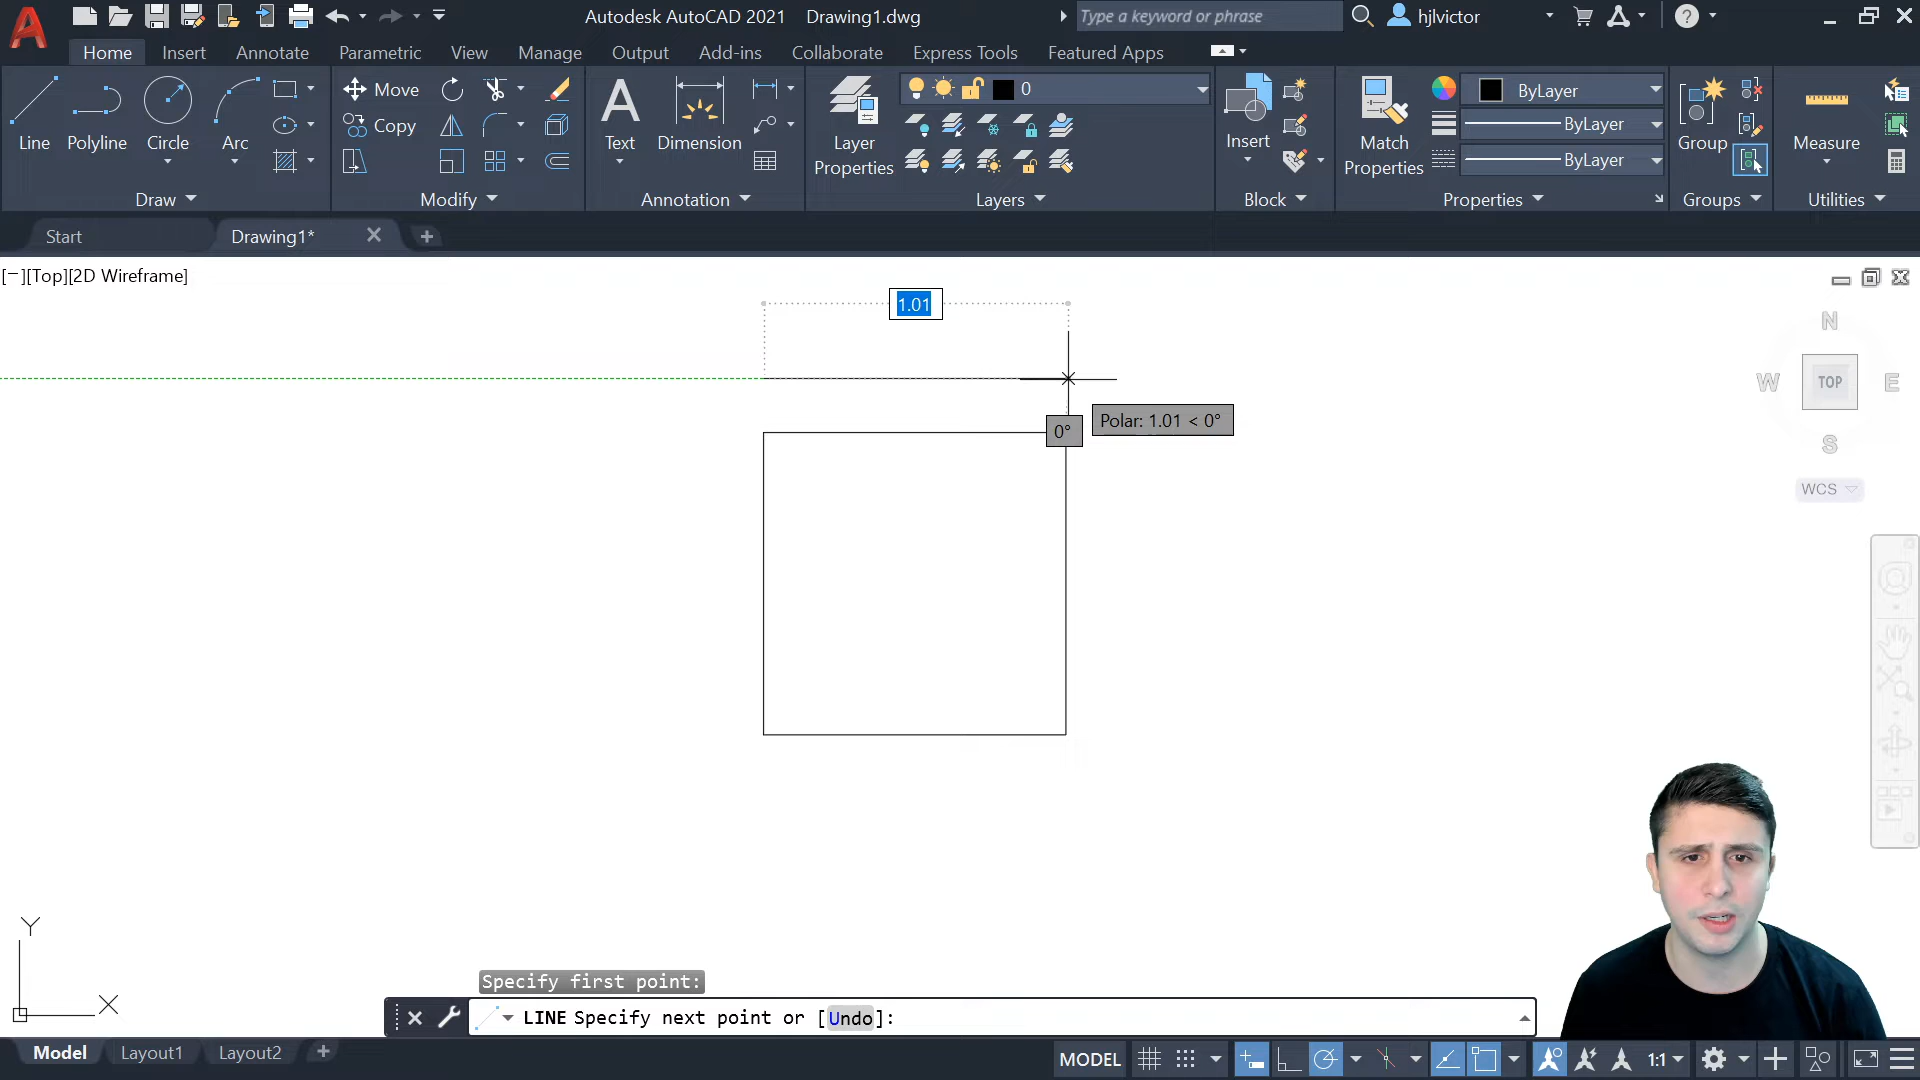 Autodesk AutoCAD 2021 Drawing1.dwg
Type a keyword or phrase
hjlvictor
Home Insert Annotate Parametric View Manage Output Add-ins Collaborate Express Tools Featured Apps
Line Polyline Circle Arc
Move
Copy
Text Dimension
Layer
Properties
0
Insert
Match
Properties
ByLayer
ByLayer
ByLayer
Group
Measure
Draw Modify Annotation Layers Block Properties Groups Utilities
Start Drawing1*
[−][Top][2D Wireframe]
1.01
0°
Polar: 1.01 < 0°
N
W TOP E
S
WCS
Y
X
Specify first point:
LINE Specify next point or [Undo]:
Model Layout1 Layout2
MODEL
1:1